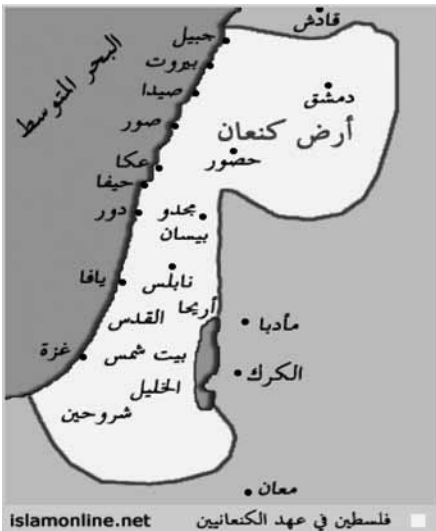 قادش
جبيل
بيروت
البحر المتوسط
صيدا
دمشق
صور
أرض كنعان
حضور
عكا
حيفا
مجدو
دور
بيسان
نابلس
يافا
أريحا
القدس
مأدبا
غزة
بيت شمس
الكرك
الخليل
شروحين
معان
فلسطين في عهد الكنعانيين
islamonline.net